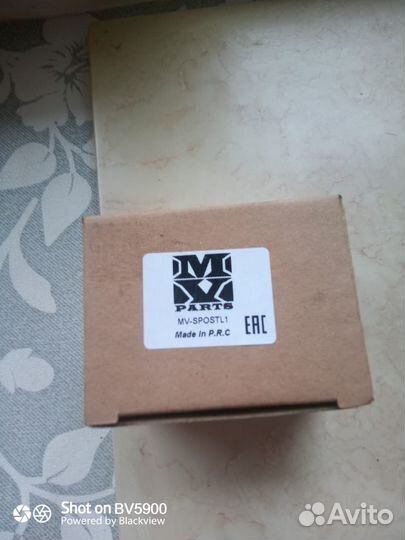 MV
PARTS
MV-SPOSTL1
Made in P.R.C
EAC
Shot on BV5900
Powered by Blackview
Avito